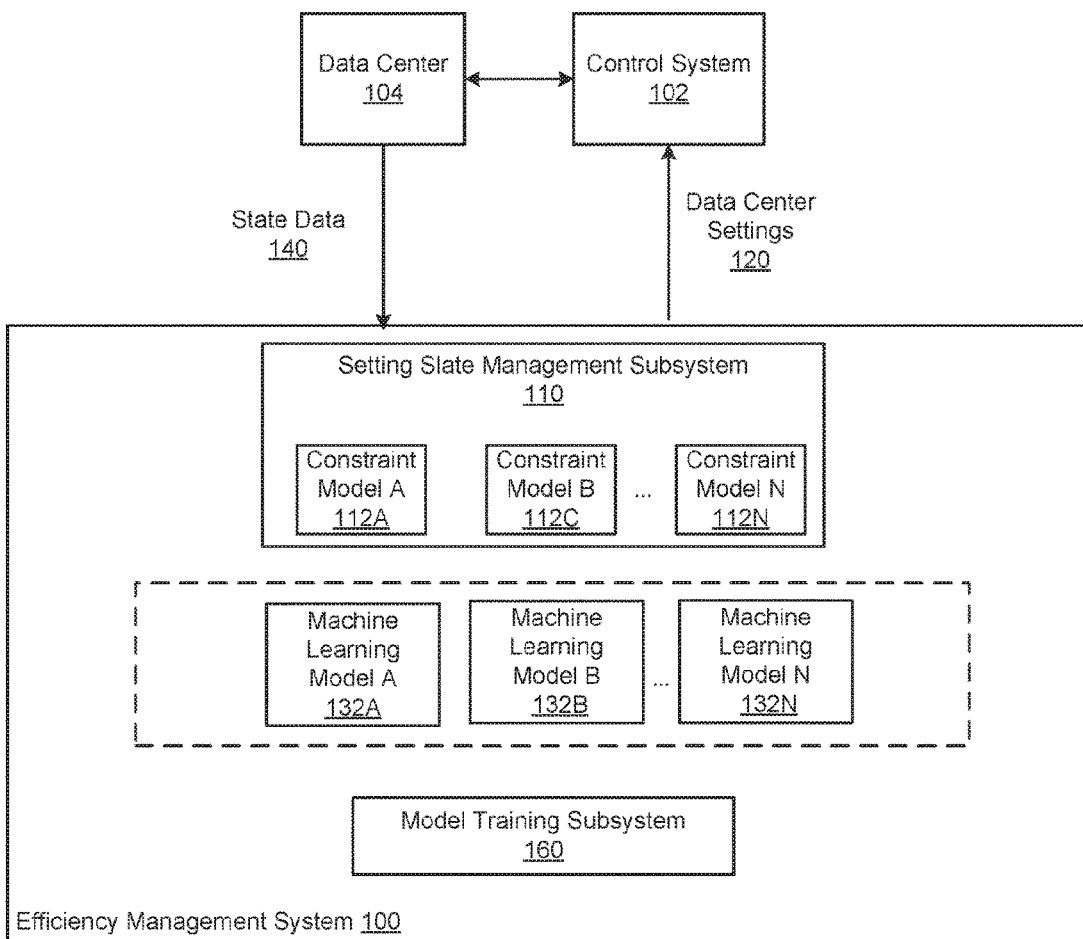 Data Center
104
Control System
102
State Data
140
Data Center
Settings
120
Setting Slate Management Subsystem
110
Constraint
Model A
112A
Constraint
Model B
112C
...
Constraint
Model N
112N
Machine
Learning
Model A
132A
Machine
Learning
Model B
132B
...
Machine
Learning
Model N
132N
Model Training Subsystem
160
Efficiency Management System 100